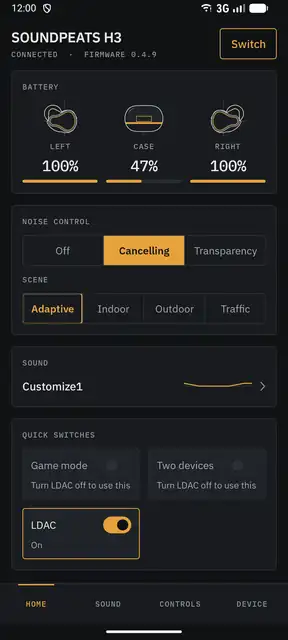 12:00
3G
SOUNDPEATS H3
CONNECTED · FIRMWARE 0.4.9
Switch
BATTERY
LEFT CASE RIGHT
100% 47% 100%
NOISE CONTROL
Off Cancelling Transparency
SCENE
Adaptive Indoor Outdoor Traffic
SOUND
Customize1
QUICK SWITCHES
Game mode Two devices
Turn LDAC off to use this Turn LDAC off to use this
LDAC
On
HOME SOUND CONTROLS DEVICE